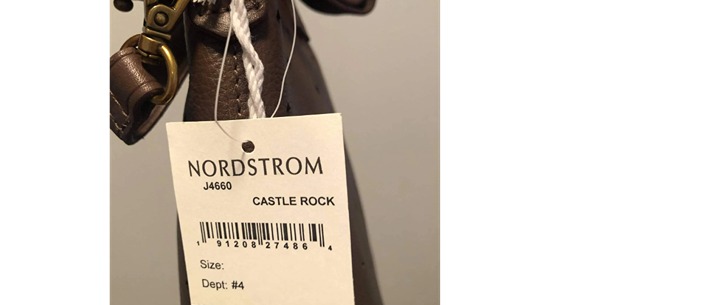 NORDSTROM
J4660
CASTLE ROCK
1 91208 27486 4
Size:
Dept: #4